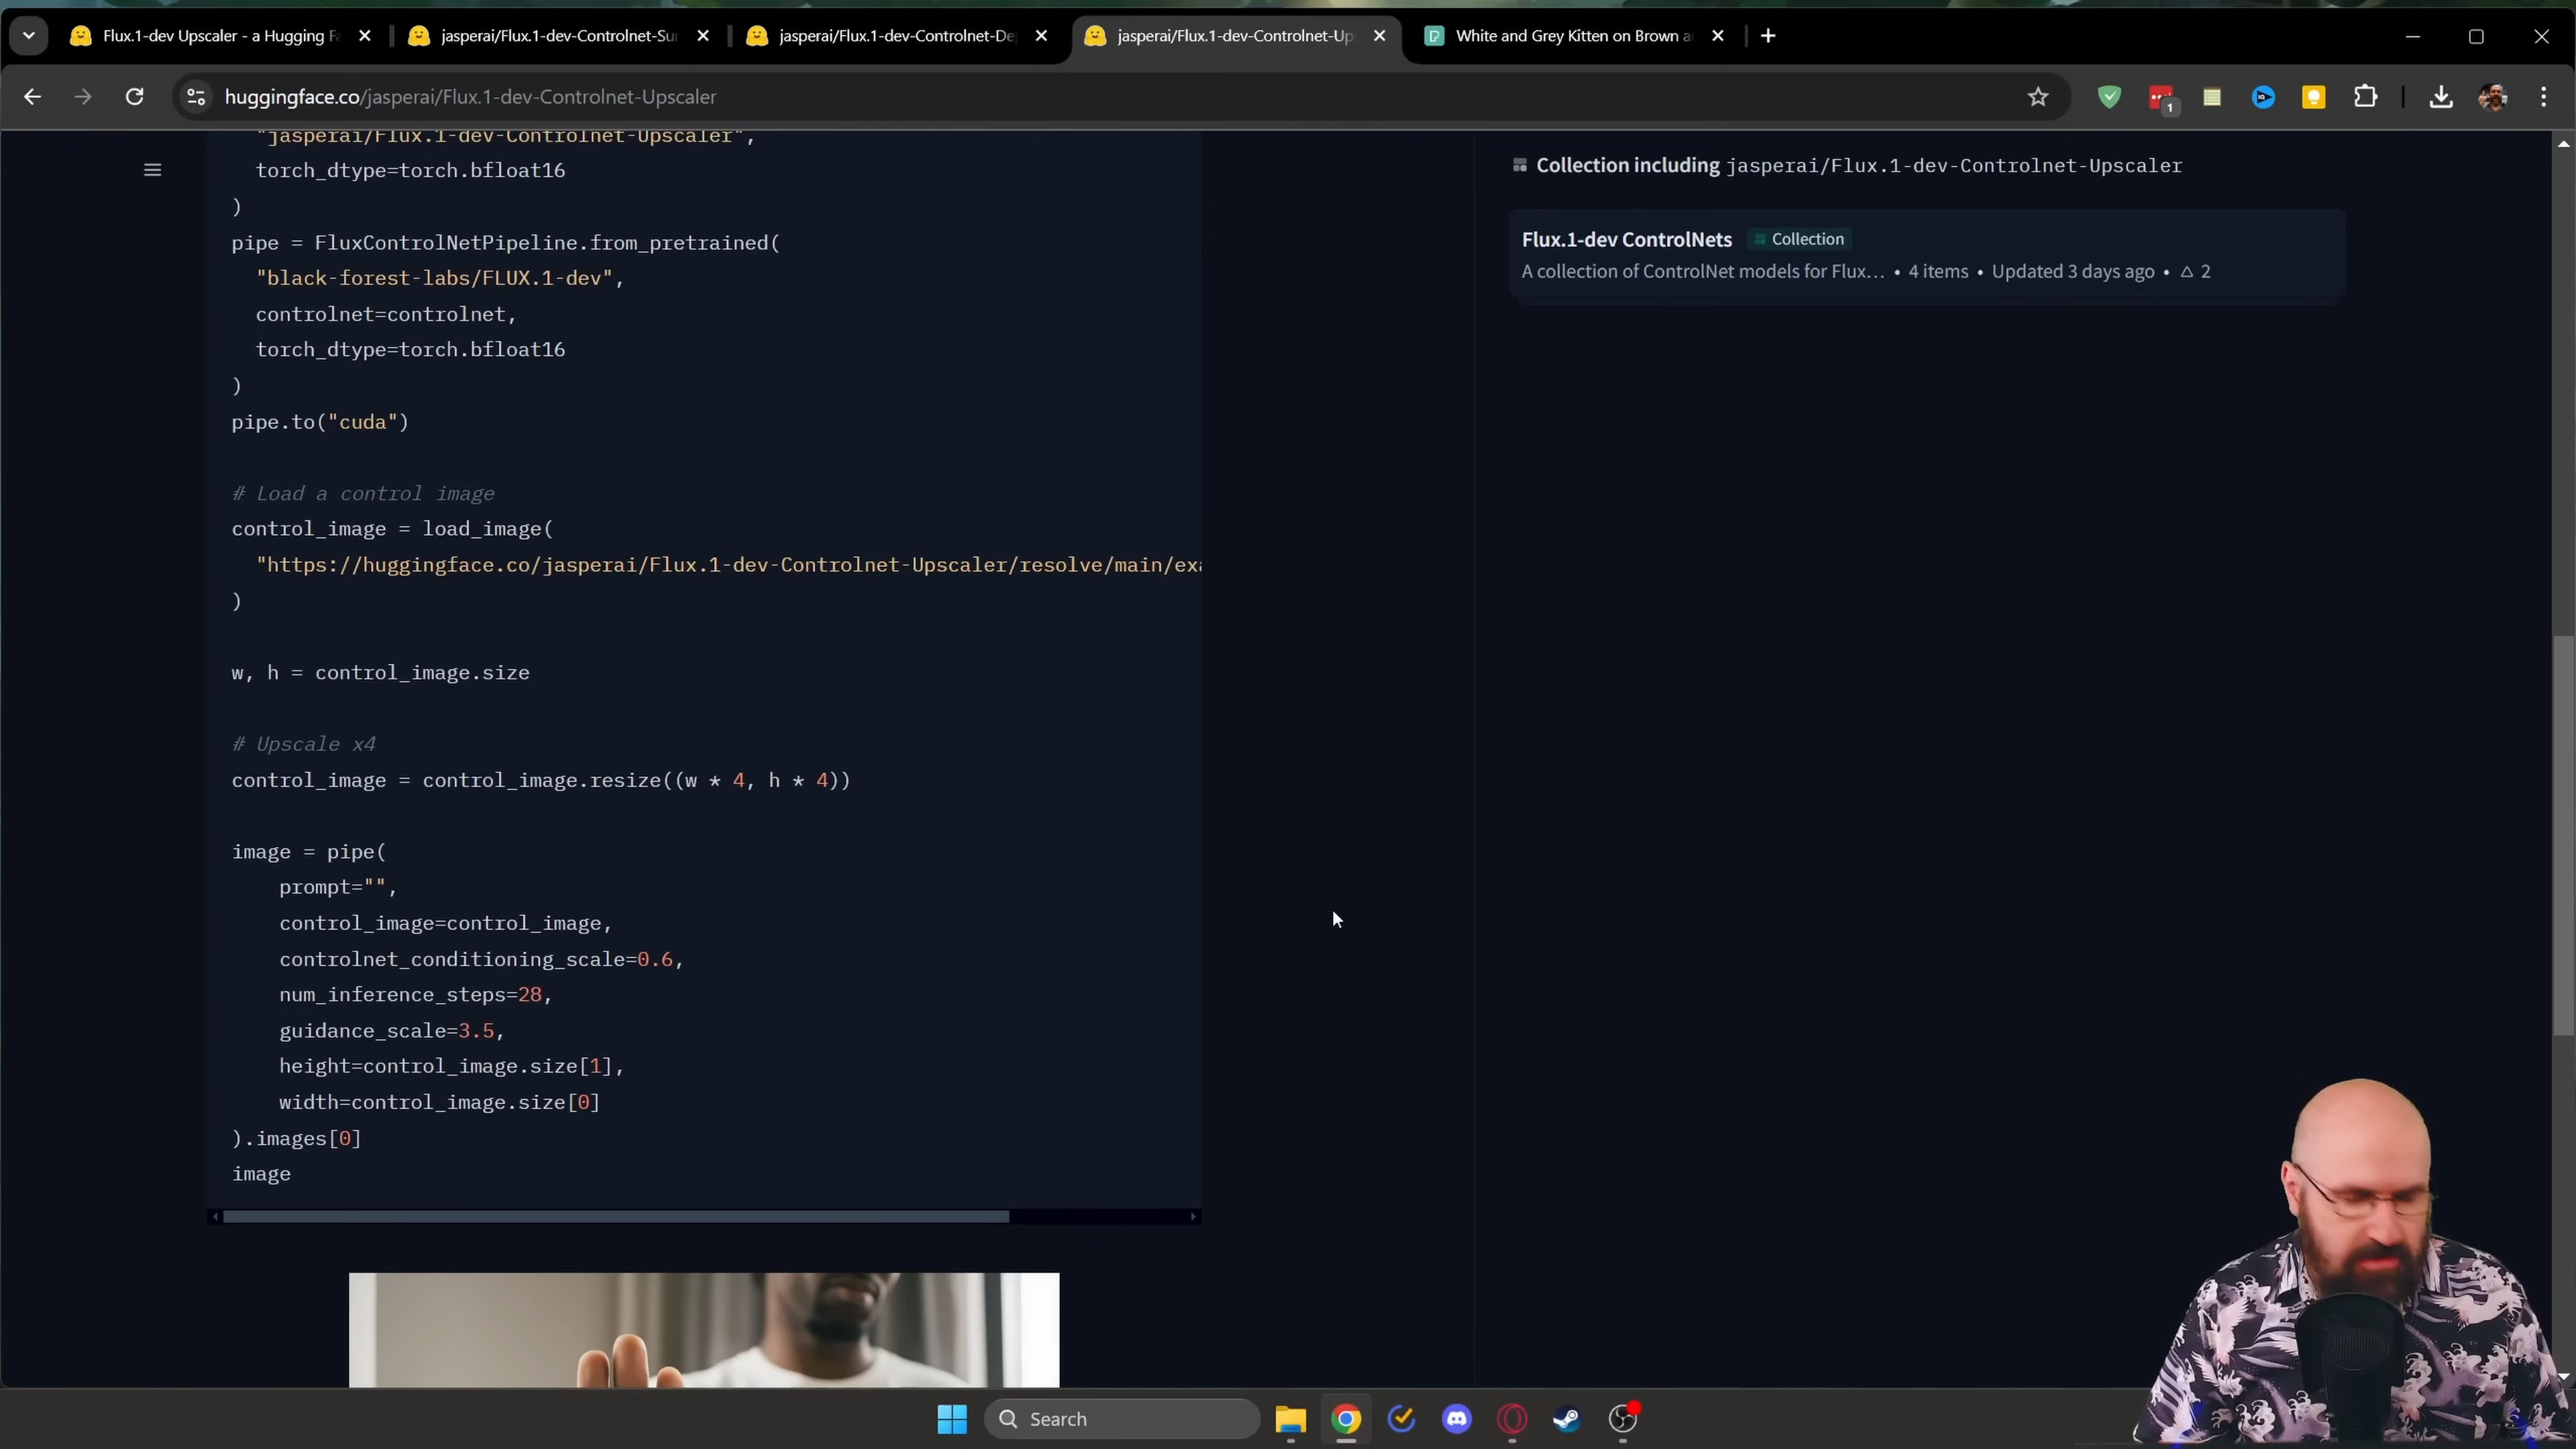 Flux.1-dev Upscaler - a Hugging Fa
jasperai/Flux.1-dev-Controlnet-Sur
jasperai/Flux.1-dev-Controlnet-De
jasperai/Flux.1-dev-Controlnet-Up
White and Grey Kitten on Brown a
huggingface.co/jasperai/Flux.1-dev-Controlnet-Upscaler
1
"jasperai/Flux.1-dev-Controlnet-Upscaler",
torch_dtype=torch.bfloat16
)
pipe = FluxControlNetPipeline.from_pretrained(
"black-forest-labs/FLUX.1-dev",
controlnet=controlnet,
torch_dtype=torch.bfloat16
)
pipe.to("cuda")
# Load a control image
control_image = load_image(
"https://huggingface.co/jasperai/Flux.1-dev-Controlnet-Upscaler/resolve/main/exa
)
w, h = control_image.size
# Upscale x4
control_image = control_image.resize((w * 4, h * 4))
image = pipe(
prompt="",
control_image=control_image,
controlnet_conditioning_scale=0.6,
num_inference_steps=28,
guidance_scale=3.5,
height=control_image.size[1],
width=control_image.size[0]
).images[0]
image
Collection including jasperai/Flux.1-dev-Controlnet-Upscaler
Flux.1-dev ControlNets Collection
A collection of ControlNet models for Flux… • 4 items • Updated 3 days ago • △ 2
Search